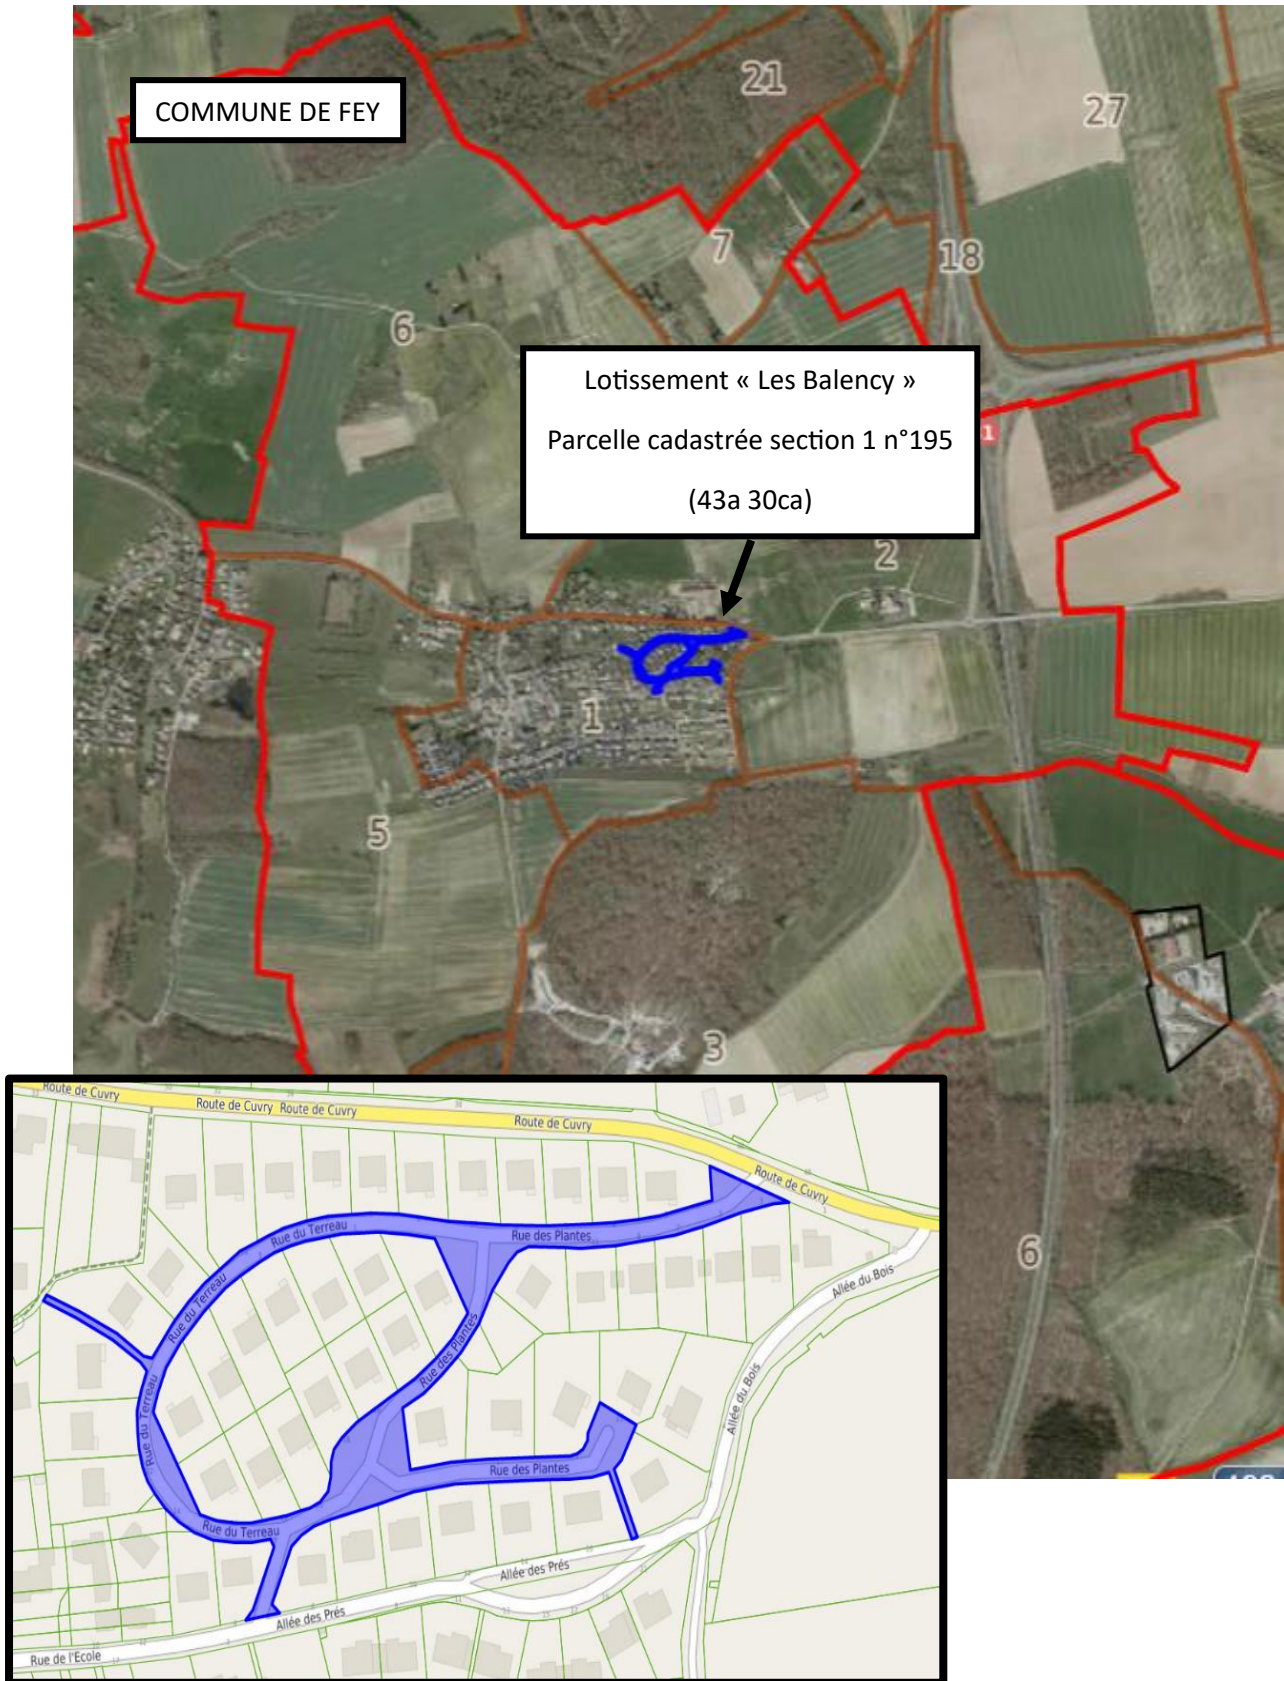 COMMUNE DE FEY
21
27
7
18
6
Lotissement « Les Balency »
Parcelle cadastrée section 1 n°195
(43a 30ca)
1
2
1
5
3
6
Route de Cuvry
Route de Cuvry Route de Cuvry
Route de Cuvry
Route de Cuvry
Rue du Terreau
Rue des Plantes
Rue du Terreau
Allée du Bois
Rue des Plantes
Rue du Terreau
Allée du Bois
Rue des Plantes
Rue du Terreau
Allée des Prés
Allée des Prés
Rue de l'Ecole